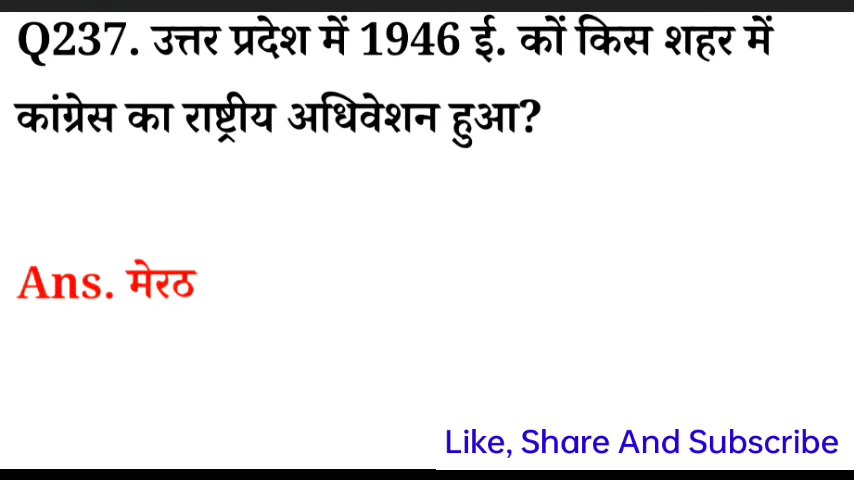 Q237. उत्तर प्रदेश में 1946 ई. कों किस शहर में
कांग्रेस का राष्ट्रीय अधिवेशन हुआ?
Ans. मेरठ
Like, Share And Subscribe